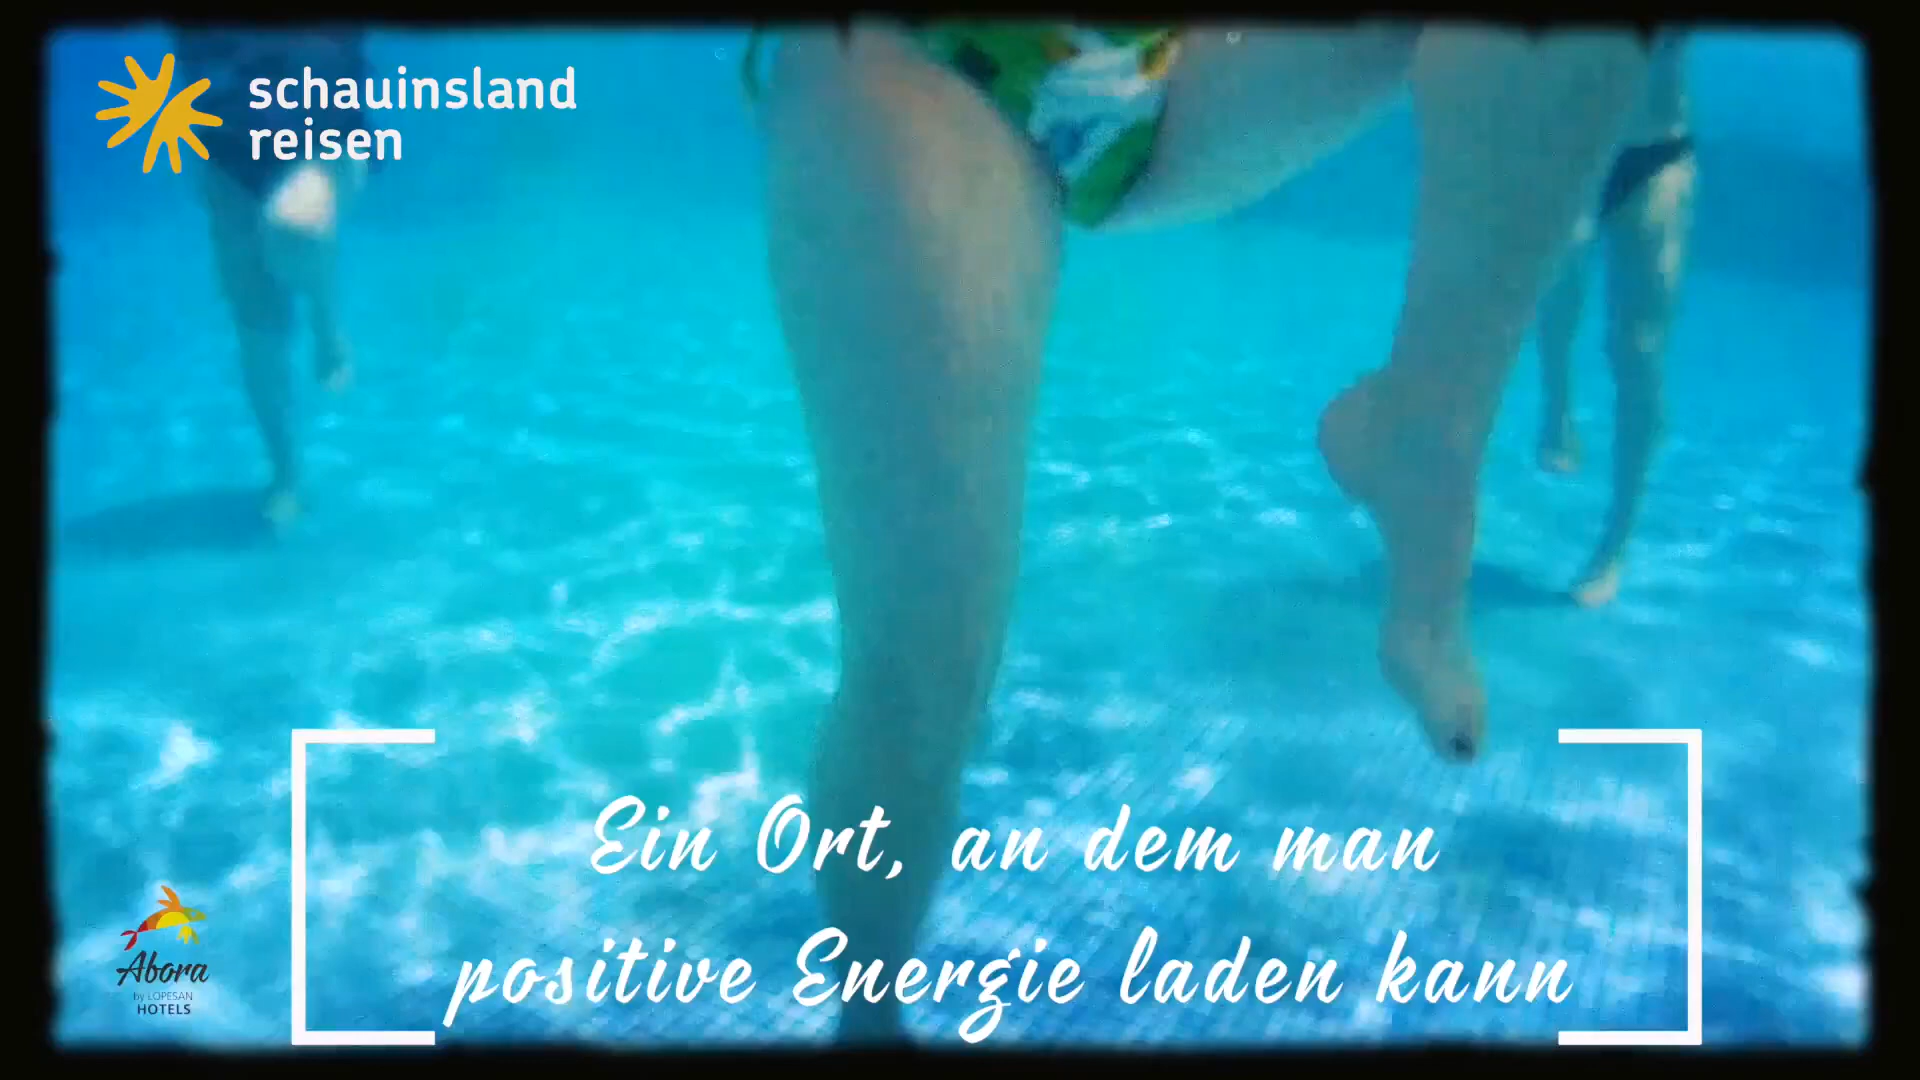 schauinsland
reisen
Ein Ort, an dem man
positive Energie laden kann
Abora
by LOPESAN
HOTELS